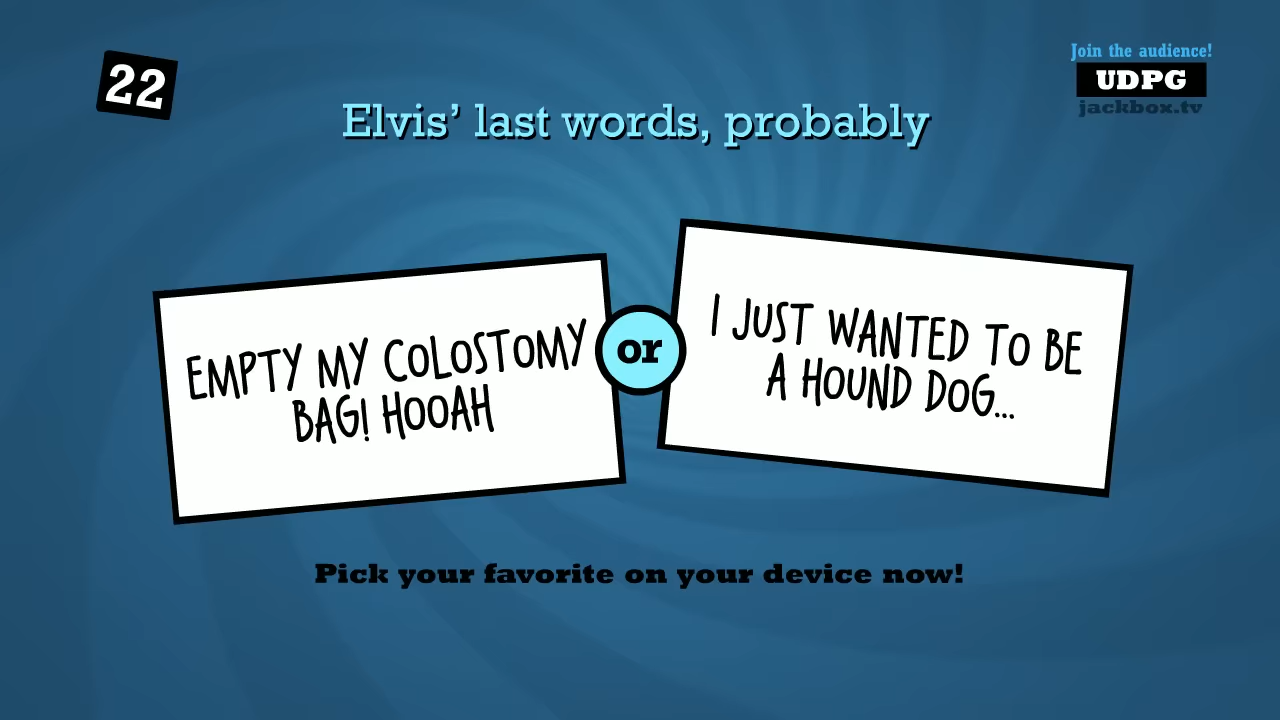 22
Join the audience!
UDPG
jackbox.tv
Elvis’ last words, probably
EMPTY MY COLOSTOMY
BAG! HOOAH
or
I JUST WANTED TO BE
A HOUND DOG...
Pick your favorite on your device now!